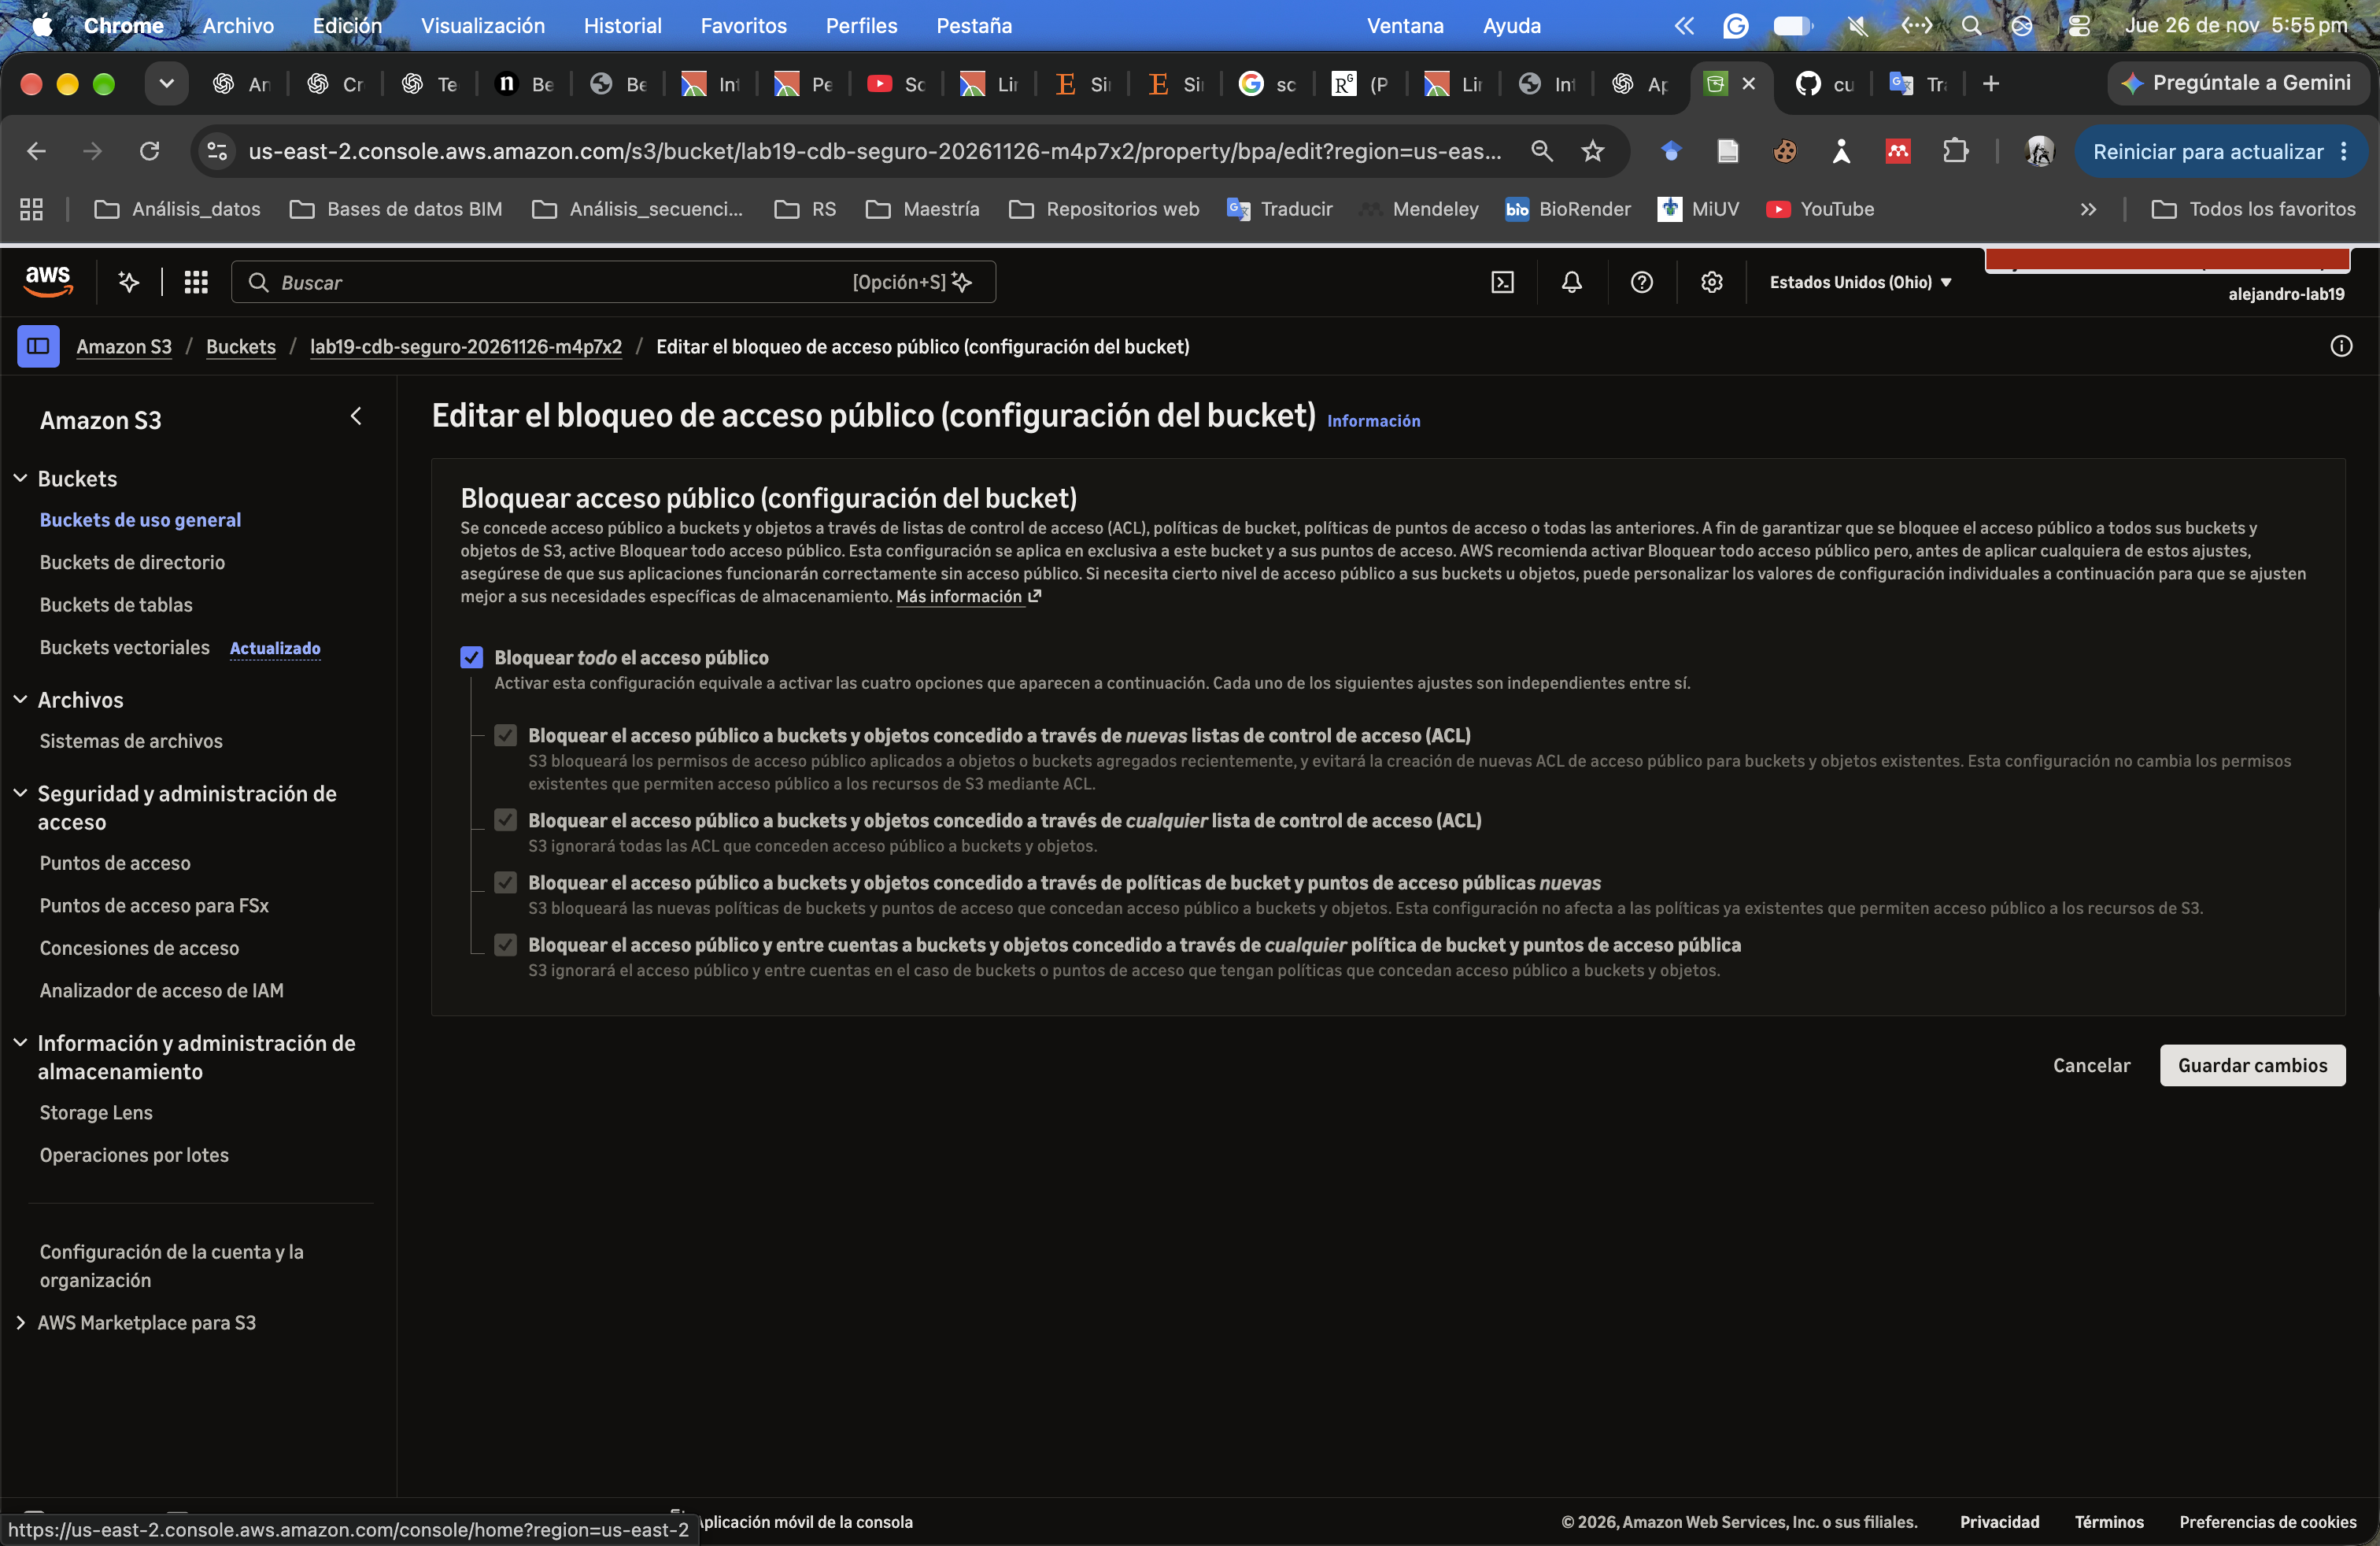 Chrome Archivo Edición Visualización Historial Favoritos Perfiles Pestaña Ventana Ayuda Jue 26 de nov 5:55 pm
An Cr Te Be Be Int Pe Sc Lir Sir Sir sc (P Lir Int Ap cu Tra Pregúntale a Gemini
us-east-2.console.aws.amazon.com/s3/bucket/lab19-cdb-seguro-20261126-m4p7x2/property/bpa/edit?region=us-eas... Reiniciar para actualizar
Análisis_datos Bases de datos BIM Análisis_secuenci... RS Maestría Repositorios web Traducir Mendeley bio BioRender MiUV YouTube Todos los favoritos
aws Buscar [Opción+S] Estados Unidos (Ohio)
alejandro-lab19
Amazon S3 / Buckets / lab19-cdb-seguro-20261126-m4p7x2 / Editar el bloqueo de acceso público (configuración del bucket)
Amazon S3
Buckets
Buckets de uso general
Buckets de directorio
Buckets de tablas
Buckets vectoriales Actualizado
Archivos
Sistemas de archivos
Seguridad y administración de
acceso
Puntos de acceso
Puntos de acceso para FSx
Concesiones de acceso
Analizador de acceso de IAM
Información y administración de
almacenamiento
Storage Lens
Operaciones por lotes
Configuración de la cuenta y la
organización
AWS Marketplace para S3
Editar el bloqueo de acceso público (configuración del bucket) Información
Bloquear acceso público (configuración del bucket)
Se concede acceso público a buckets y objetos a través de listas de control de acceso (ACL), políticas de bucket, políticas de puntos de acceso o todas las anteriores. A fin de garantizar que se bloquee el acceso público a todos sus buckets y
objetos de S3, active Bloquear todo acceso público. Esta configuración se aplica en exclusiva a este bucket y a sus puntos de acceso. AWS recomienda activar Bloquear todo acceso público pero, antes de aplicar cualquiera de estos ajustes,
asegúrese de que sus aplicaciones funcionarán correctamente sin acceso público. Si necesita cierto nivel de acceso público a sus buckets u objetos, puede personalizar los valores de configuración individuales a continuación para que se ajusten
mejor a sus necesidades específicas de almacenamiento. Más información
Bloquear todo el acceso público
Activar esta configuración equivale a activar las cuatro opciones que aparecen a continuación. Cada uno de los siguientes ajustes son independientes entre sí.
Bloquear el acceso público a buckets y objetos concedido a través de nuevas listas de control de acceso (ACL)
S3 bloqueará los permisos de acceso público aplicados a objetos o buckets agregados recientemente, y evitará la creación de nuevas ACL de acceso público para buckets y objetos existentes. Esta configuración no cambia los permisos
existentes que permiten acceso público a los recursos de S3 mediante ACL.
Bloquear el acceso público a buckets y objetos concedido a través de cualquier lista de control de acceso (ACL)
S3 ignorará todas las ACL que conceden acceso público a buckets y objetos.
Bloquear el acceso público a buckets y objetos concedido a través de políticas de bucket y puntos de acceso públicas nuevas
S3 bloqueará las nuevas políticas de buckets y puntos de acceso que concedan acceso público a buckets y objetos. Esta configuración no afecta a las políticas ya existentes que permiten acceso público a los recursos de S3.
Bloquear el acceso público y entre cuentas a buckets y objetos concedido a través de cualquier política de bucket y puntos de acceso pública
S3 ignorará el acceso público y entre cuentas en el caso de buckets o puntos de acceso que tengan políticas que concedan acceso público a buckets y objetos.
Cancelar Guardar cambios
https://us-east-2.console.aws.amazon.com/console/home?region=us-east-2 plicación móvil de la consola © 2026, Amazon Web Services, Inc. o sus filiales. Privacidad Términos Preferencias de cookies